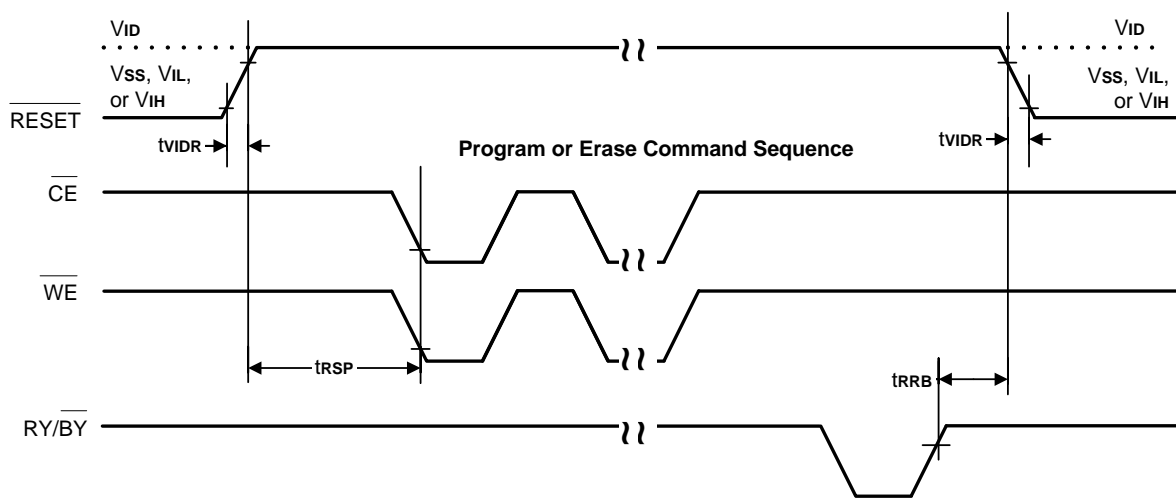 VID
VID
VSS, VIL,
or VIH
VSS, VIL,
or VIH
RESET
tVIDR
Program or Erase Command Sequence
tVIDR
CE
WE
tRSP
tRRB
RY/BY